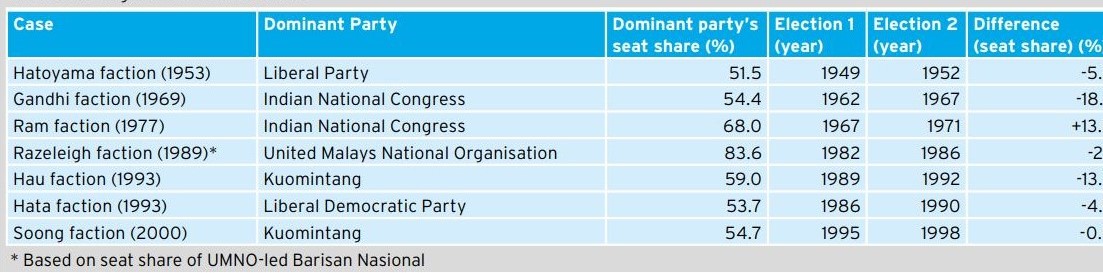 Case Dominant Party Dominant party's seat share (%) Election 1 (year) Election 2 (year) Difference (seat share) (%
Hatoyama faction (1953) Liberal Party 51.5 1949 1952 -5.
Gandhi faction (1969) Indian National Congress 54.4 1962 1967 -18.
Ram faction (1977) Indian National Congress 68.0 1967 1971 +13.
Razeleigh faction (1989)* United Malays National Organisation 83.6 1982 1986 -2
Hau faction (1993) Kuomintang 59.0 1989 1992 -13.
Hata faction (1993) Liberal Democratic Party 53.7 1986 1990 -4.
Soong faction (2000) Kuomintang 54.7 1995 1998 -0.
* Based on seat share of UMNO-led Barisan Nasional